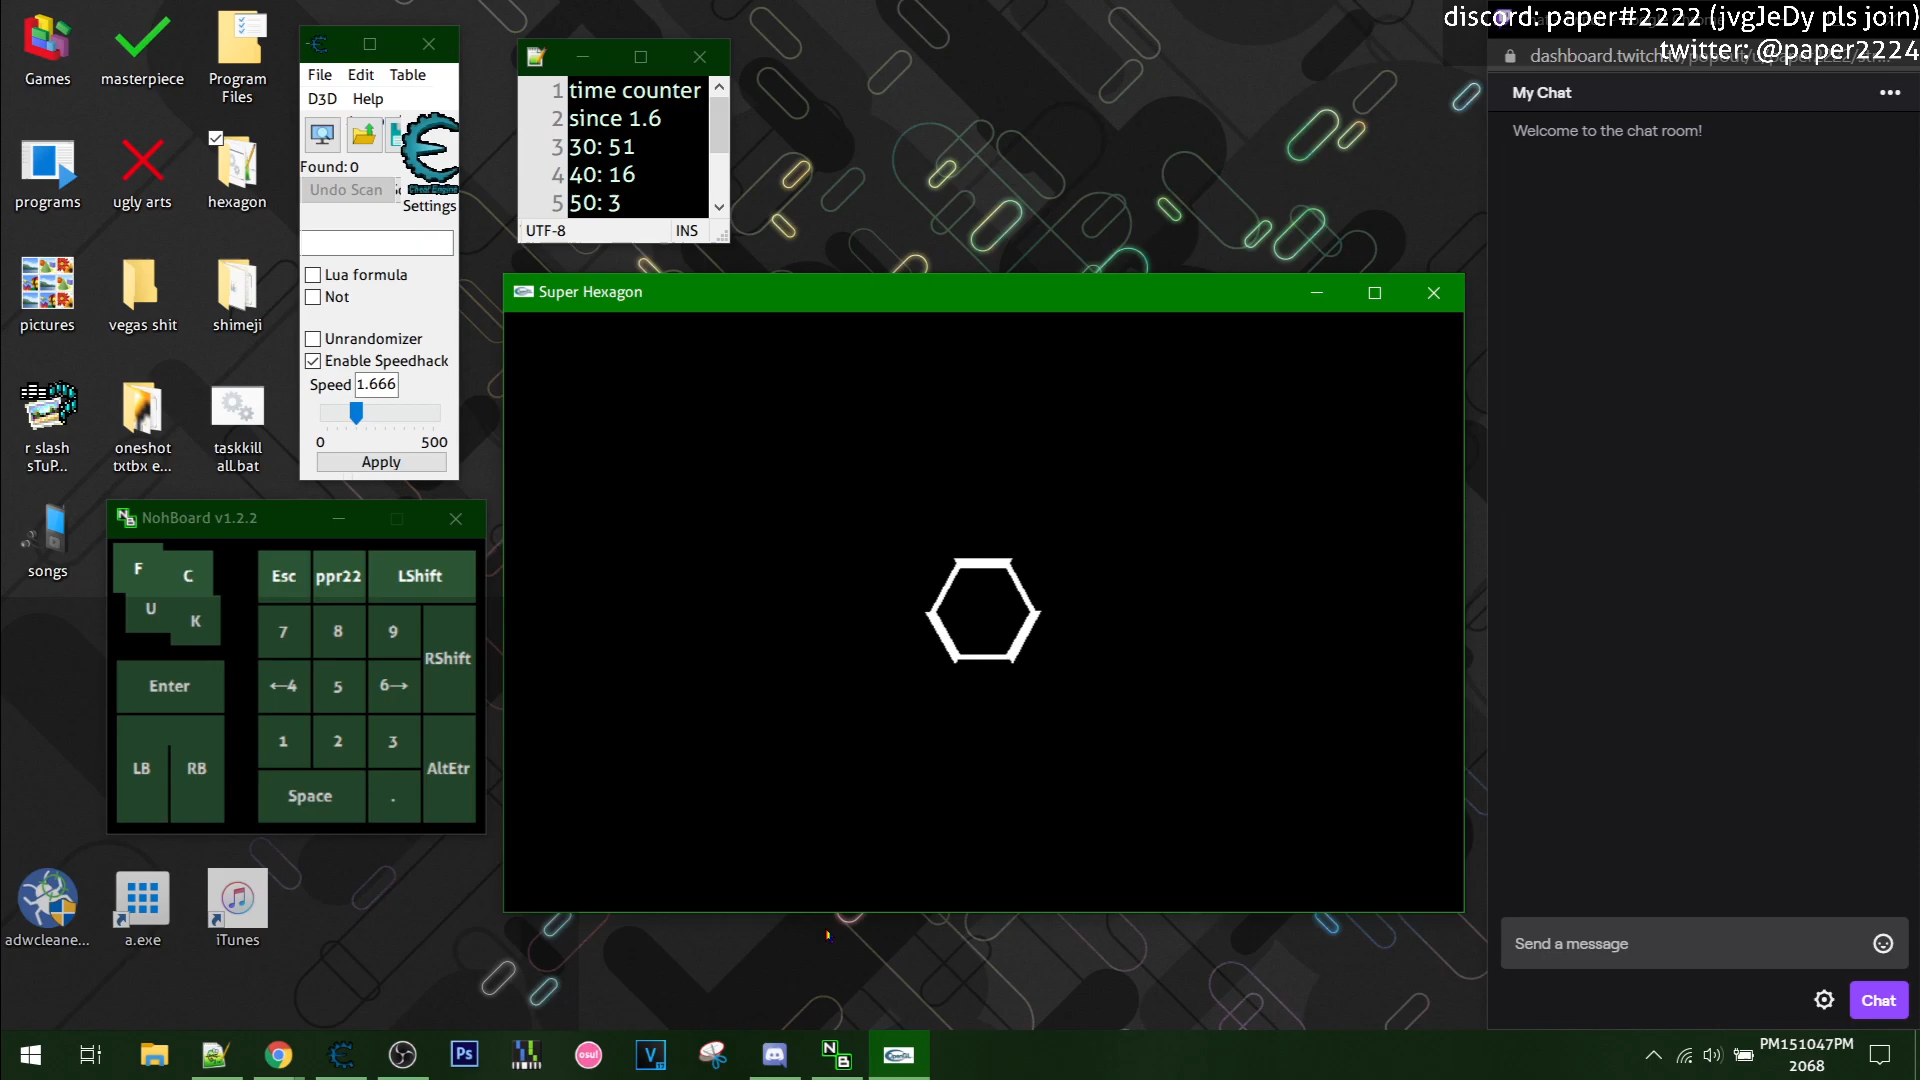 discord: paper#2222 (jvgJeDy pls join)
twitter: @paper2224
My Chat
Welcome to the chat room!
Send a message
Chat
Games
masterpiece
Program
Files
programs
ugly arts
hexagon
pictures
vegas shit
shimeji
r slash
sTuP...
oneshot
txtbx e...
taskkill
all.bat
songs
adwcleane...
a.exe
iTunes
File Edit Table
D3D Help
Found: 0
Undo Scan
Cheat Engine
Settings
Lua formula
Not
Unrandomizer
Enable Speedhack
Speed 1.666
0 500
Apply
1 time counter
2 since 1.6
3 30: 51
4 40: 16
5 50: 3
UTF-8 INS
Super Hexagon
NohBoard v1.2.2
F C
U K
Enter
LB RB
Esc ppr22 LShift
7 8 9
RShift
←4 5 6→
1 2 3
AltEtr
Space .
Ps
osu!
V
N
B
OpenGL
PM151047PM
2068